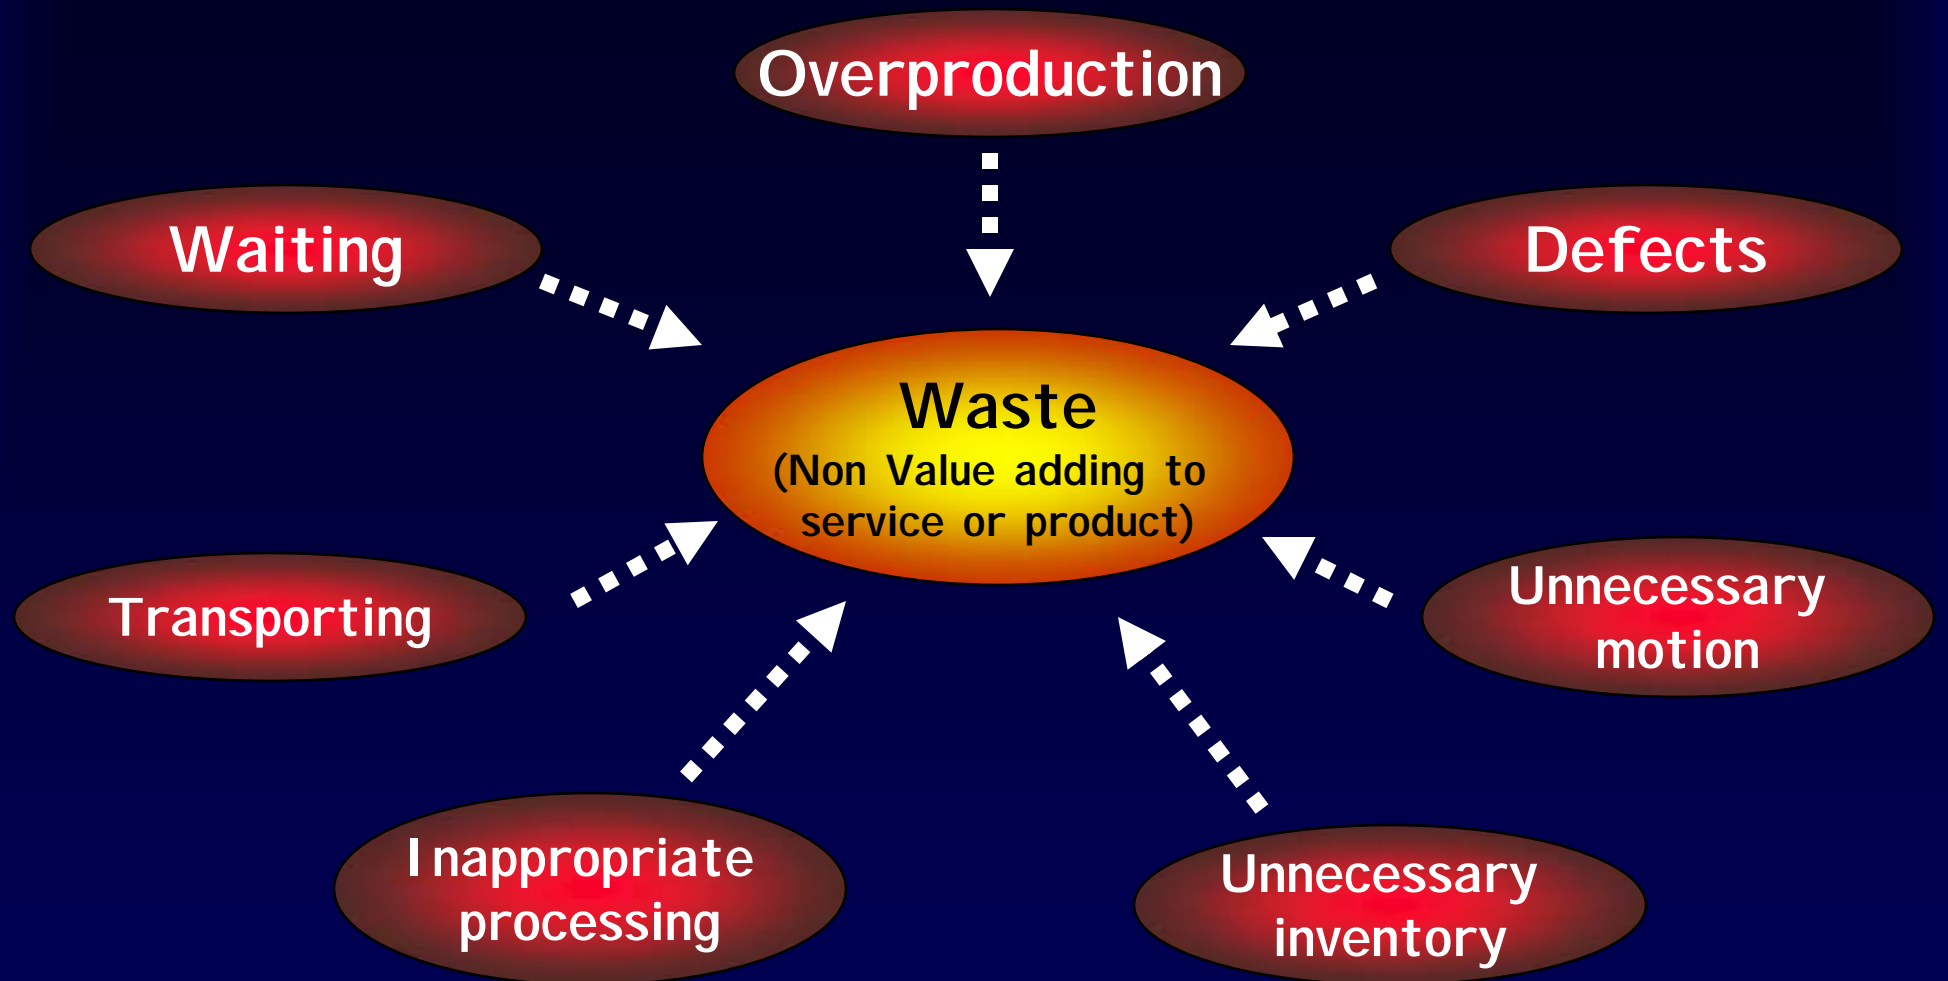 Overproduction
Waiting
Defects
Waste
(Non Value adding to
service or product)
Transporting
Unnecessary
motion
Inappropriate
processing
Unnecessary
inventory